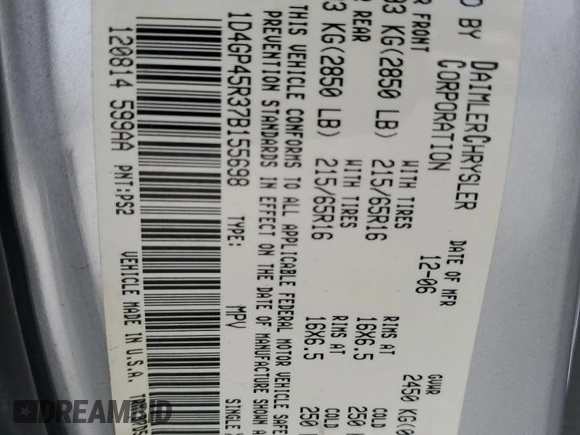 D BY DAIMLERCHRYSLER
CORPORATION
DATE OF MFR
12-06
GVWR
2450 KG
FRONT
KG(2850 LB)
WITH TIRES
215/65R16
RIMS AT
16X6.5
COLD
250
REAR
KG(2850 LB)
WITH TIRES
215/65R16
RIMS AT
16X6.5
COLD
250
THIS VEHICLE CONFORMS TO ALL APPLICABLE FEDERAL MOTOR VEHICLE
PREVENTION STANDARDS IN EFFECT ON THE DATE OF MANUFACTURE SHOWN
1D4GP45R37B155698
TYPE:
MPV
SINGLE
120814 599AA
PNT:PS2
VEHICLE MADE IN U.S.A.
DREAMBID